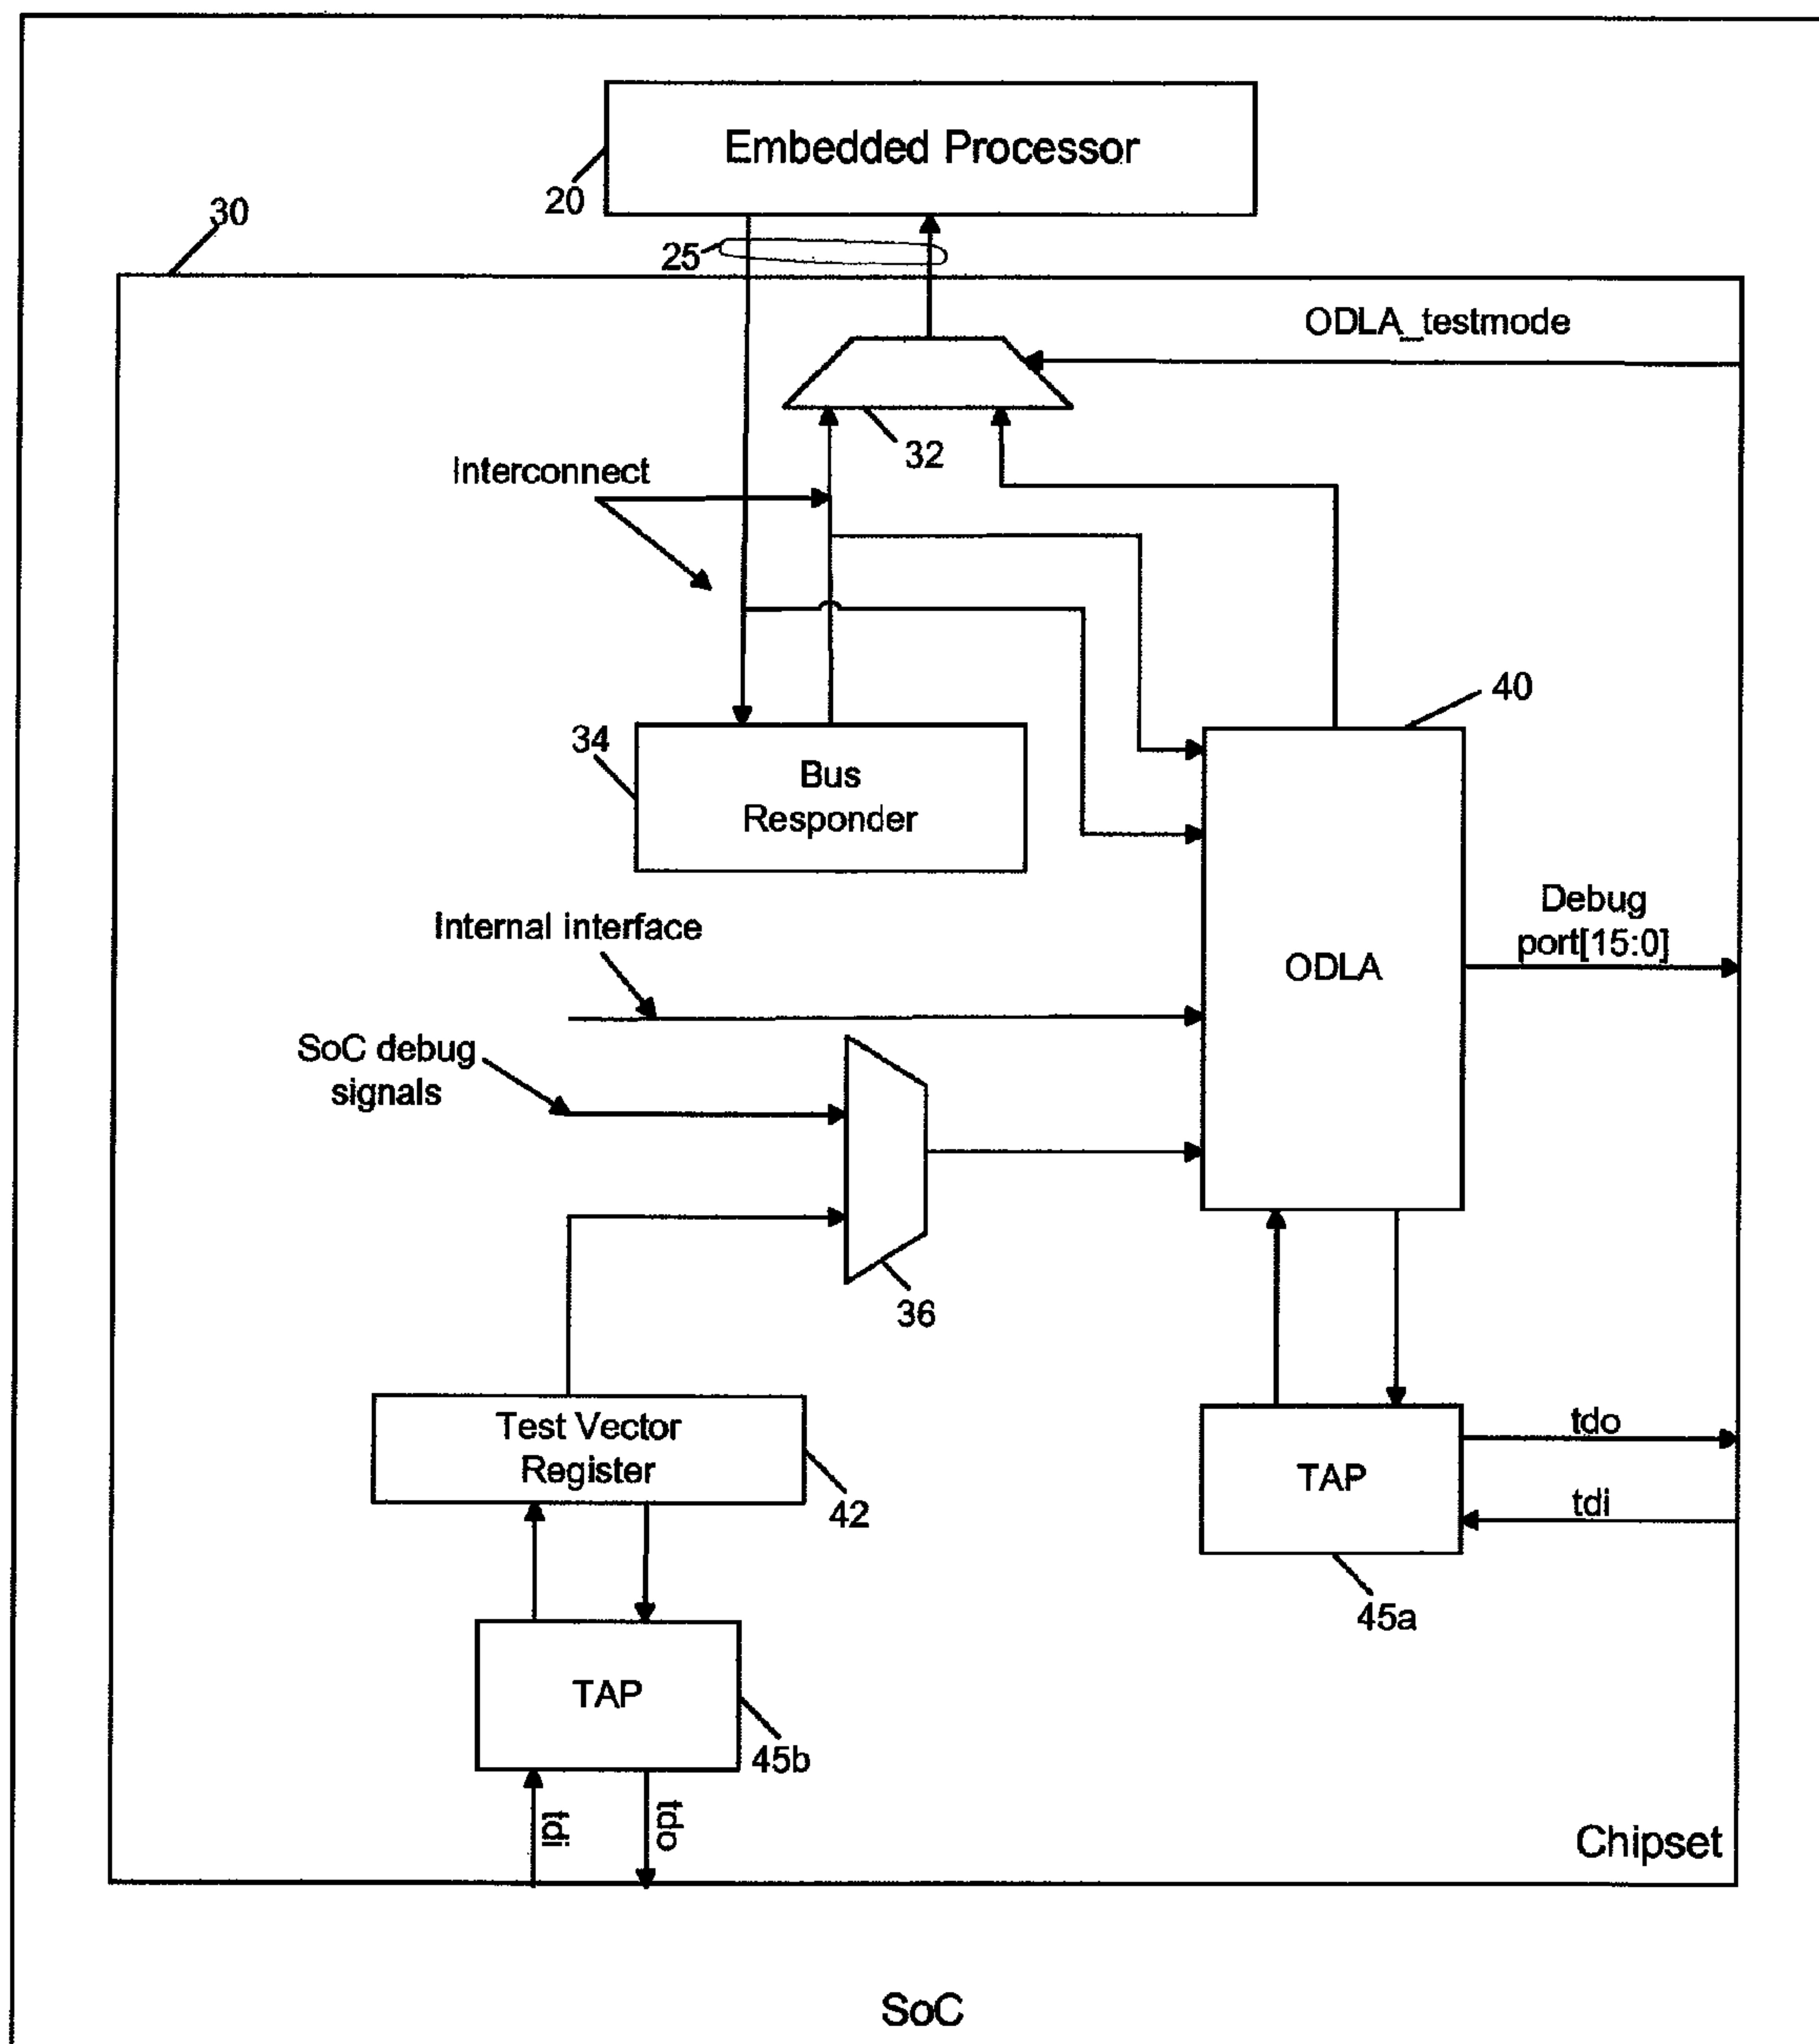 Embedded Processor
20
30
25
ODLA_testmode
32
Interconnect
40
34
Bus
Responder
Debug
port[15:0]
Internal interface
ODLA
SoC debug
signals
36
Test Vector
Register
42
tdo
TAP
tdi
45a
TAP
45b
tdi
tdo
Chipset
SoC